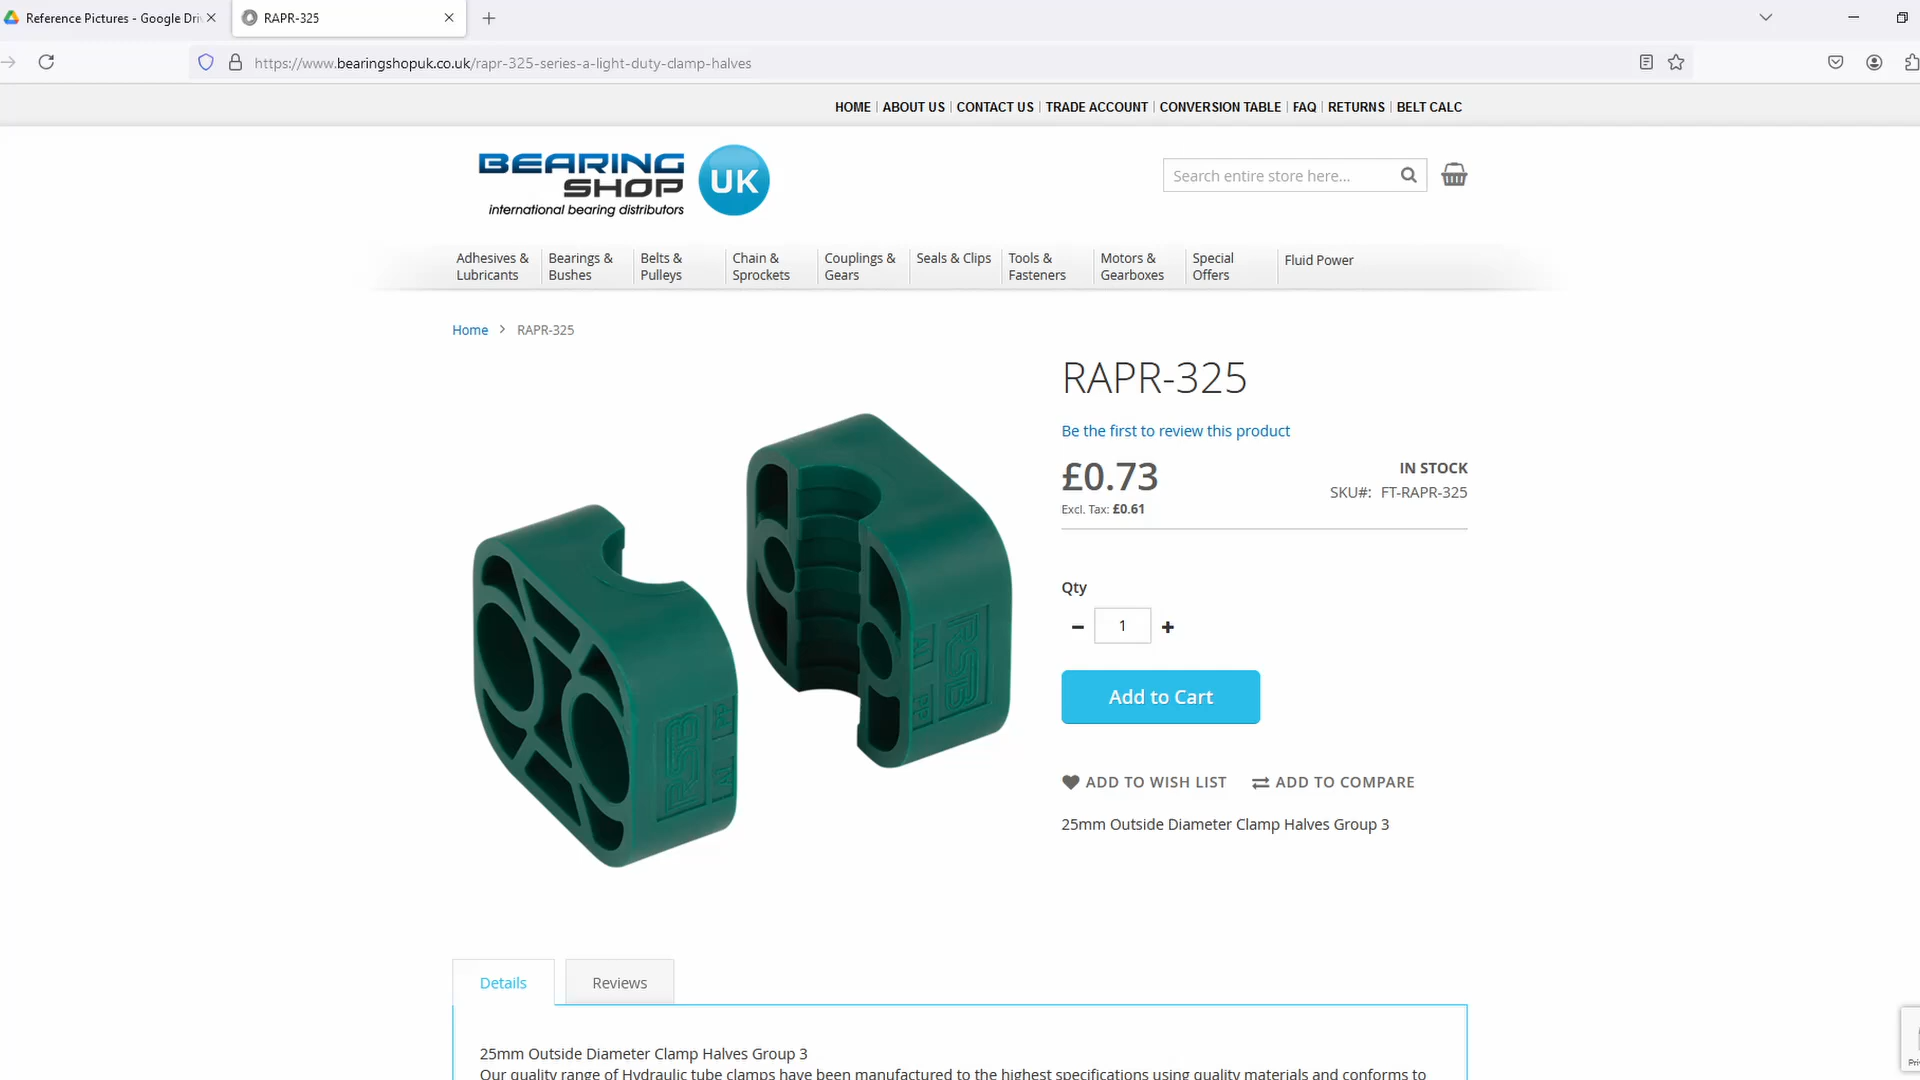 Reference Pictures - Google Dri
RAPR-325
https://www.bearingshopuk.co.uk/rapr-325-series-a-light-duty-clamp-halves
HOME | ABOUT US | CONTACT US | TRADE ACCOUNT | CONVERSION TABLE | FAQ | RETURNS | BELT CALC
BEARING
SHOP
international bearing distributors
UK
Search entire store here...
Adhesives & Lubricants
Bearings & Bushes
Belts & Pulleys
Chain & Sprockets
Couplings & Gears
Seals & Clips
Tools & Fasteners
Motors & Gearboxes
Special Offers
Fluid Power
Home > RAPR-325
RAPR-325
Be the first to review this product
£0.73
Excl. Tax: £0.61
IN STOCK
SKU#: FT-RAPR-325
Qty
1
Add to Cart
ADD TO WISH LIST
ADD TO COMPARE
25mm Outside Diameter Clamp Halves Group 3
RSB
PP
RSB
PP
Details
Reviews
25mm Outside Diameter Clamp Halves Group 3
Our quality range of Hydraulic tube clamps have been manufactured to the highest specifications using quality materials and conforms to